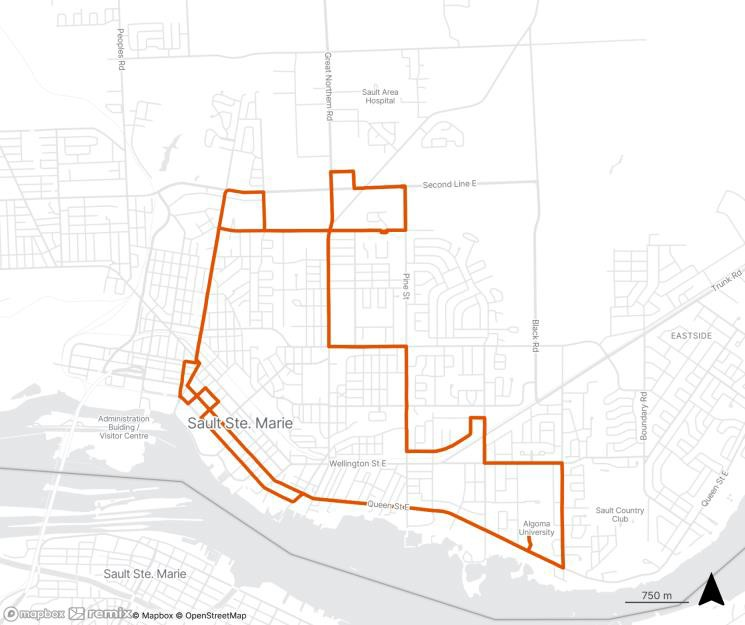 Peoples Rd
Great Northern Rd
Sault Area
Hospital
Second Line E
Pine St
Trunk Rd
Black Rd
EASTSIDE
Boundary Rd
Administration
Bulding /
Visitor Centre
Sault Ste. Marie
Wellington St E
Queen St E
Queen St E
Algoma
University
Sault Country
Club
Sault Ste. Marie
750 m
mapbox remix © Mapbox © OpenStreetMap